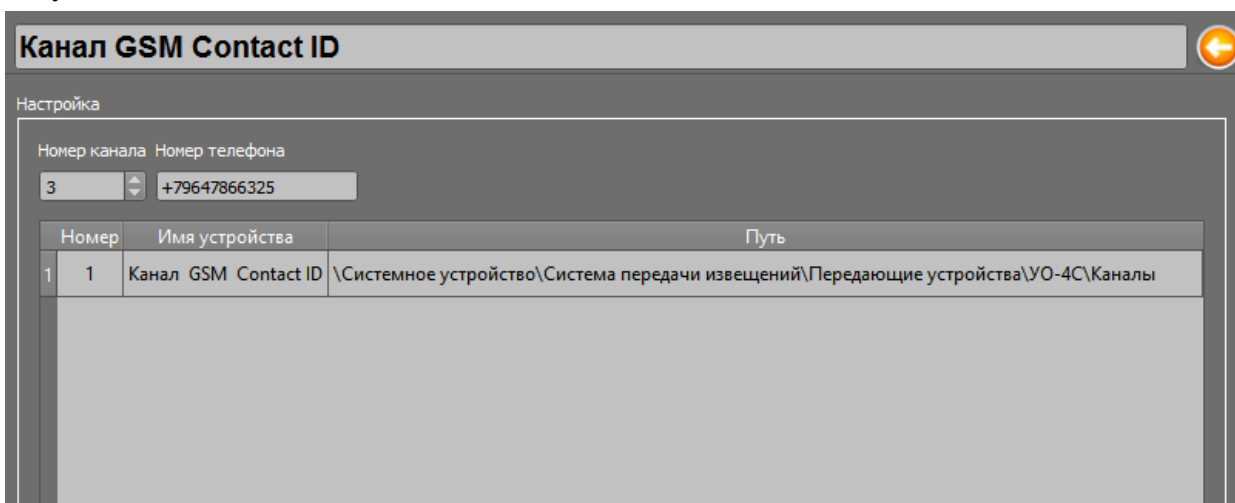 Канал GSM Contact ID
Настройка
Номер канала Номер телефона
3 +79647866325
Номер Имя устройства Путь
1 1 Канал GSM Contact ID \Системное устройство\Система передачи извещений\Передающие устройства\УО-4С\Каналы